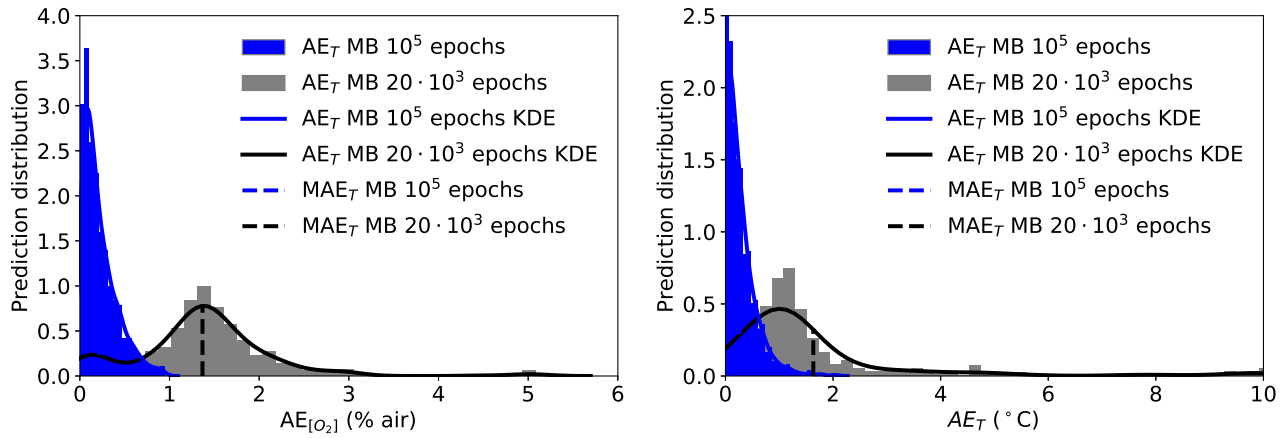 4.0
3.5
3.0
2.5
2.0
1.5
1.0
0.5
0.0
Prediction distribution
AE_T MB 10^5 epochs
AE_T MB 20·10^3 epochs
AE_T MB 10^5 epochs KDE
AE_T MB 20·10^3 epochs KDE
MAE_T MB 10^5 epochs
MAE_T MB 20·10^3 epochs
0 1 2 3 4 5 6
AE_[O_2] (% air)
2.5
2.0
1.5
1.0
0.5
0.0
Prediction distribution
AE_T MB 10^5 epochs
AE_T MB 20·10^3 epochs
AE_T MB 10^5 epochs KDE
AE_T MB 20·10^3 epochs KDE
MAE_T MB 10^5 epochs
MAE_T MB 20·10^3 epochs
0 2 4 6 8 10
AE_T (°C)